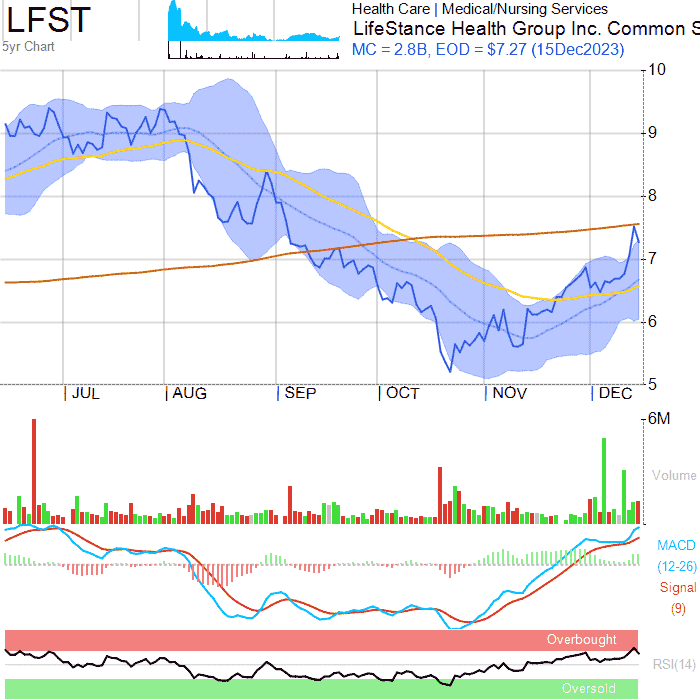 LFST
5yr Chart
Health Care | Medical/Nursing Services
LifeStance Health Group Inc. Common S
MC = 2.8B, EOD = $7.27 (15Dec2023)
10
9
8
7
6
5
JUL AUG SEP OCT NOV DEC
6M
Volume
MACD
(12-26)
Signal
(9)
Overbought
RSI(14)
Oversold